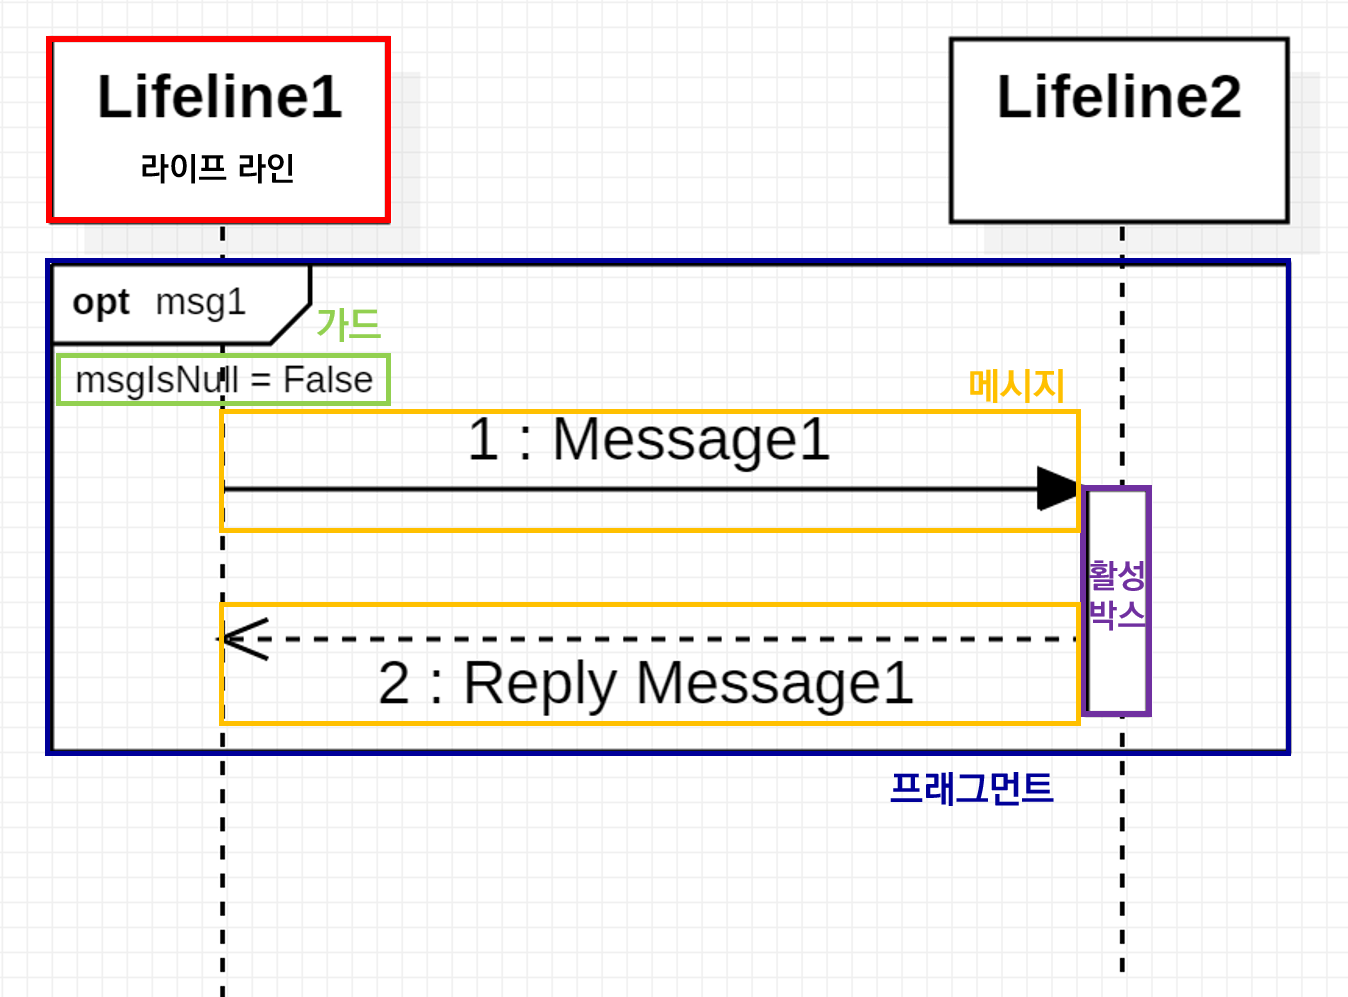 Lifeline1
라이프 라인
Lifeline2
opt msg1
가드
msgIsNull = False
메시지
1 : Message1
활성
박스
2 : Reply Message1
프래그먼트